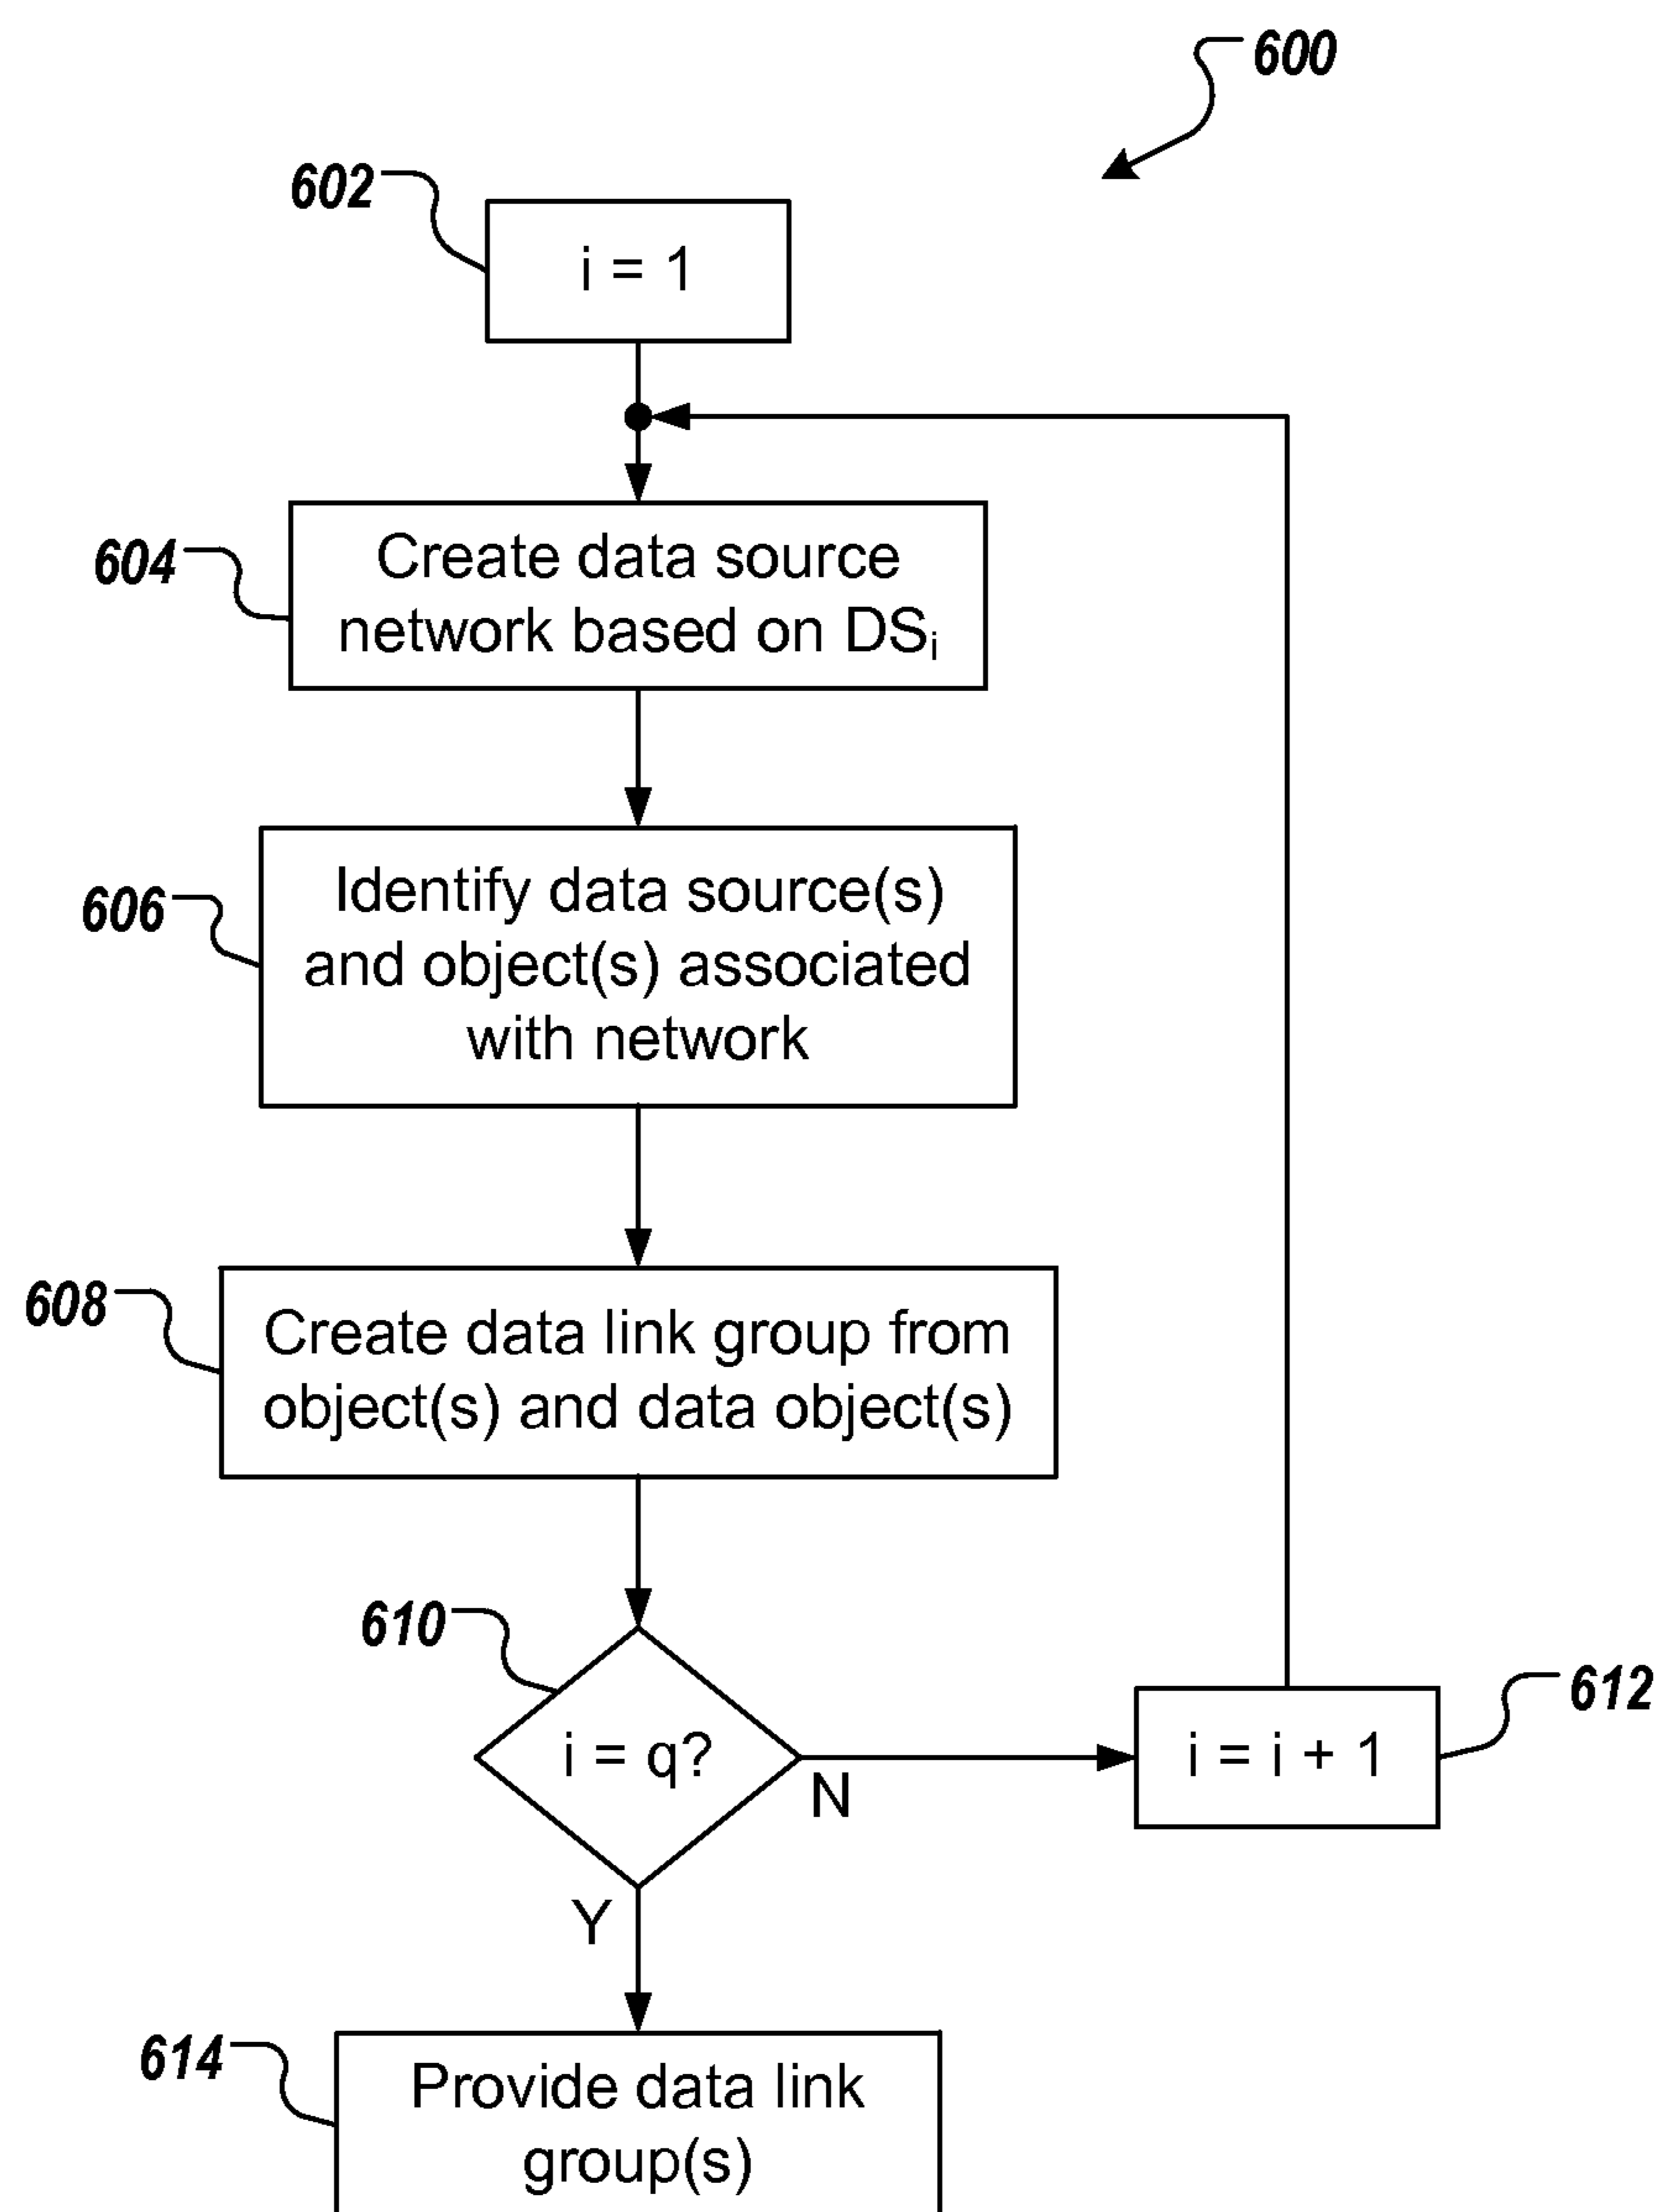 600
602
i = 1
604
Create data source
network based on DSᵢ
606
Identify data source(s)
and object(s) associated
with network
608
Create data link group from
object(s) and data object(s)
610
i = q?
N
612
i = i + 1
Y
614
Provide data link
group(s)